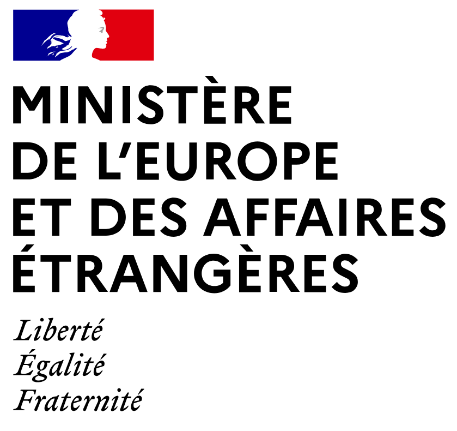 MINISTÈRE
DE L’EUROPE
ET DES AFFAIRES
ÉTRANGÈRES
Liberté
Égalité
Fraternité